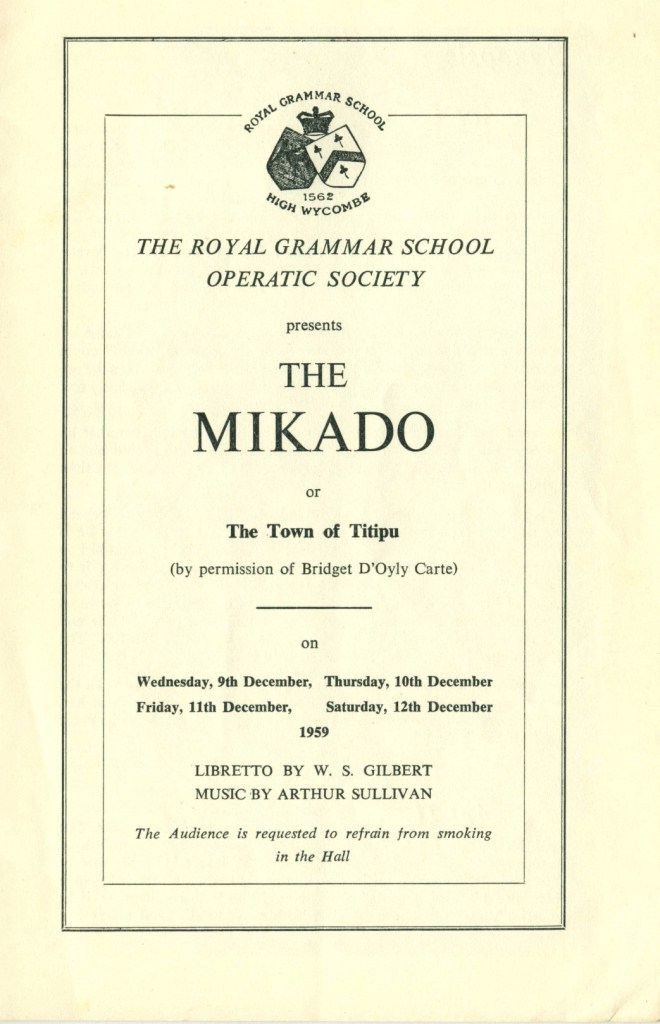 ROYAL GRAMMAR SCHOOL
1562
HIGH WYCOMBE
THE ROYAL GRAMMAR SCHOOL
OPERATIC SOCIETY
presents
THE
MIKADO
or
The Town of Titipu
(by permission of Bridget D'Oyly Carte)
on
Wednesday, 9th December, Thursday, 10th December
Friday, 11th December, Saturday, 12th December
1959
LIBRETTO BY W. S. GILBERT
MUSIC BY ARTHUR SULLIVAN
The Audience is requested to refrain from smoking
in the Hall